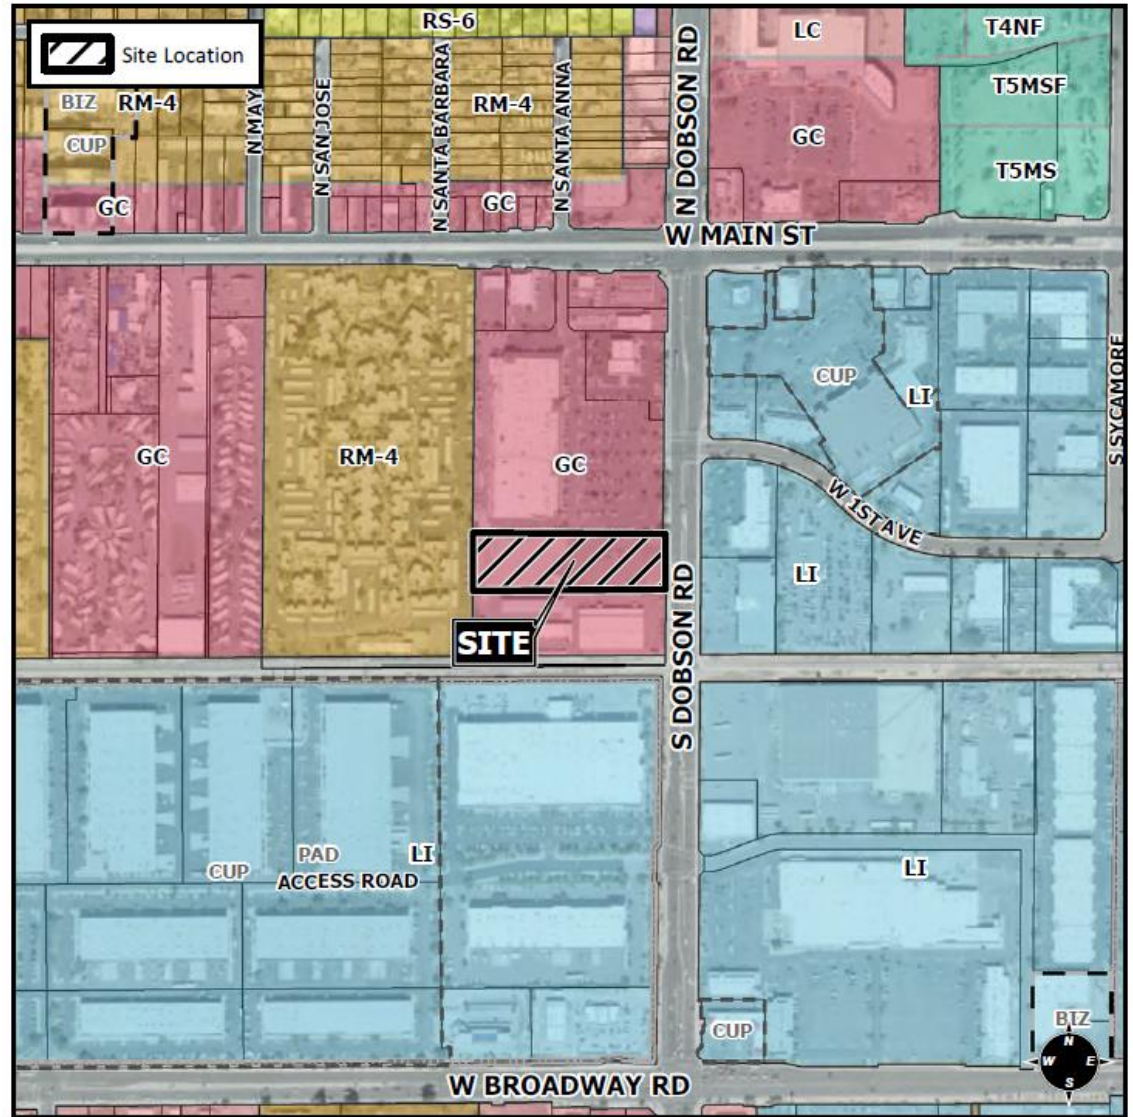 RS-6
LC
T4NF
Site Location
N DOBSON RD
T5MSF
BIZ
RM-4
N MAY
N SAN JOSE
N SANTA BARBARA
RM-4
N SANTA ANNA
GC
CUP
T5MS
GC
GC
W MAIN ST
CUP
LI
S SYCAMORE
GC
RM-4
GC
W 1ST AVE
LI
SITE
S DOBSON RD
CUP
PAD
LI
ACCESS ROAD
LI
CUP
BIZ
N
W
E
S
W BROADWAY RD